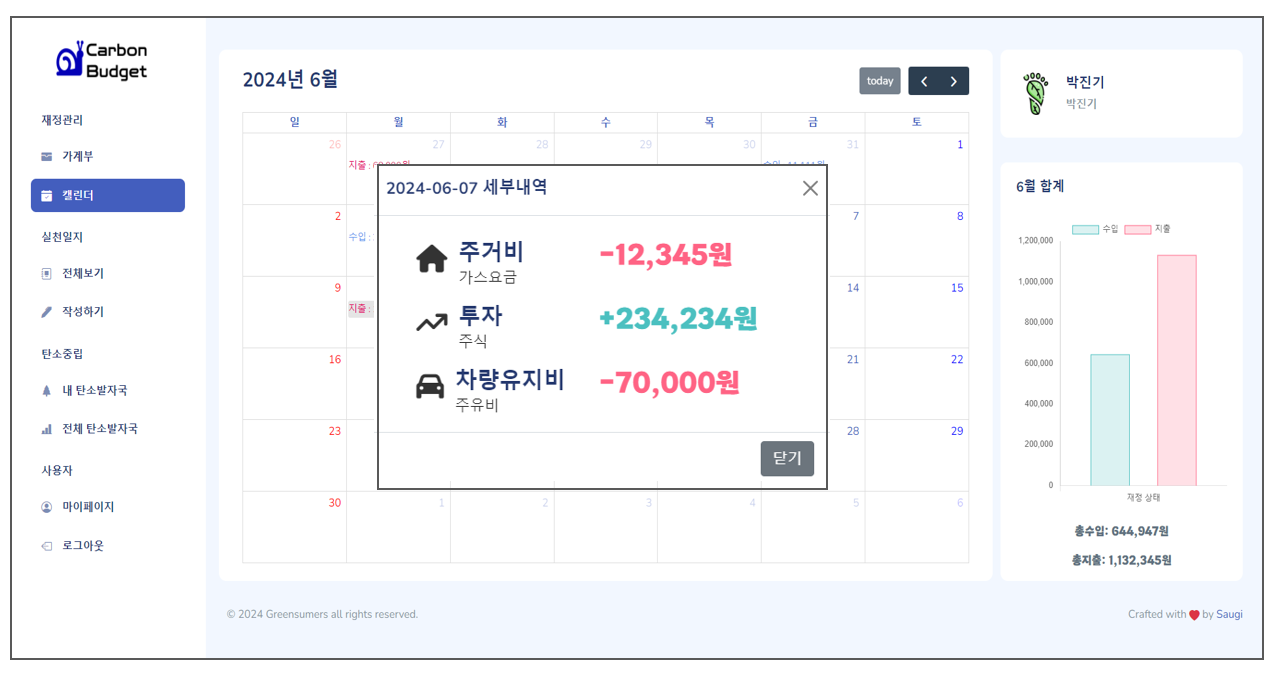 Carbon
Budget
재정관리
가계부
캘린더
실천일지
전체보기
작성하기
탄소중립
내 탄소발자국
전체 탄소발자국
사용자
마이페이지
로그아웃
2024년 6월
today
일 월 화 수 목 금 토
26 27 28 29 30 31 1
지출 :
2 7 8
수입 :
9 14 15
지출 :
16 21 22
23 28 29
30 1 2 3 4 5 6
2024-06-07 세부내역
주거비 -12,345원
가스요금
투자 +234,234원
주식
차량유지비 -70,000원
주유비
닫기
박진기
박진기
6월 합계
수입 지출
1,200,000
1,000,000
800,000
600,000
400,000
200,000
0
재정 상태
총수입: 644,947원
총지출: 1,132,345원
© 2024 Greensumers all rights reserved.
Crafted with by Saugi